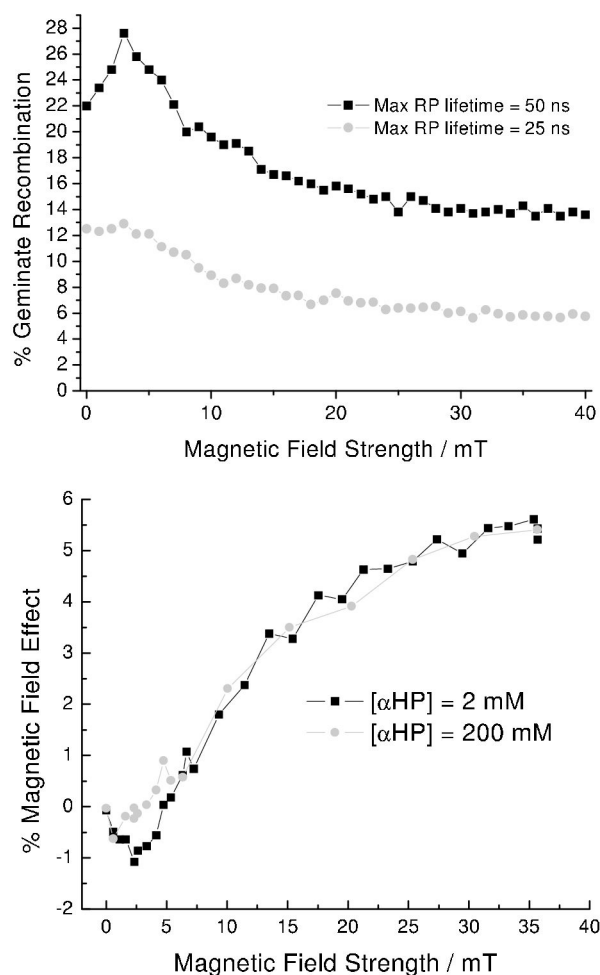 28
26
24
22
20
18
16
14
12
10
8
6
4
2
0
% Geminate Recombination
Max RP lifetime = 50 ns
Max RP lifetime = 25 ns
0 10 20 30 40
Magnetic Field Strength / mT
6
5
4
3
2
1
0
-1
-2
% Magnetic Field Effect
[αHP] = 2 mM
[αHP] = 200 mM
0 5 10 15 20 25 30 35 40
Magnetic Field Strength / mT